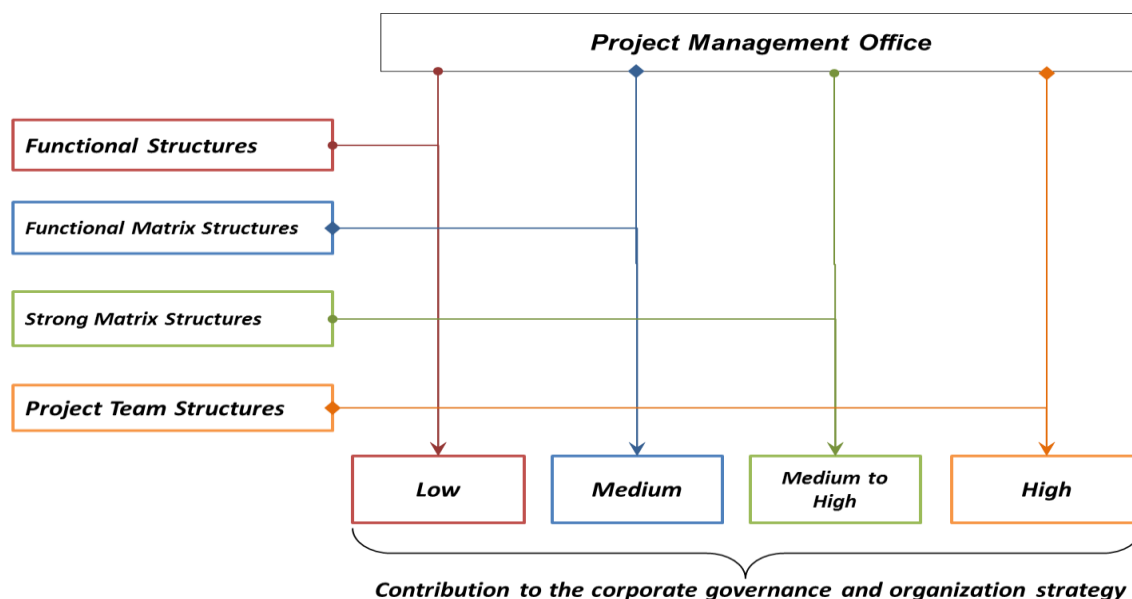 Project Management Office
Functional Structures
Functional Matrix Structures
Strong Matrix Structures
Project Team Structures
Low
Medium
Medium to
High
High
Contribution to the corporate governance and organization strategy